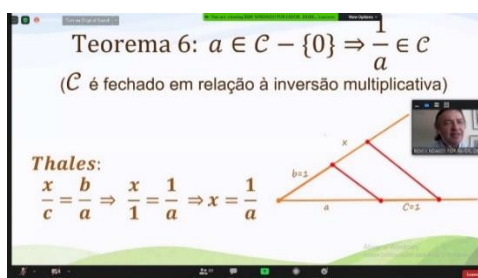 Teorema 6: a ∈ C − {0} ⇒ 1/a ∈ C
(C é fechado em relação à inversão multiplicativa)
Thales:
x/c = b/a ⇒ x/1 = 1/a ⇒ x = 1/a
x
b=1
a
C=1